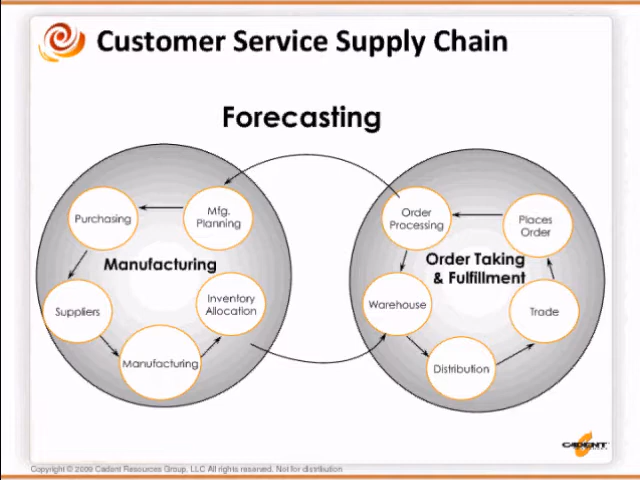 Customer Service Supply Chain
Forecasting
Mfg.
Planning
Purchasing
Manufacturing
Suppliers
Manufacturing
Inventory
Allocation
Order
Processing
Places
Order
Order Taking
& Fulfillment
Warehouse
Trade
Distribution
CADENT
Copyright © 2009 Cadent Resources Group, LLC All rights reserved. Not for distribution